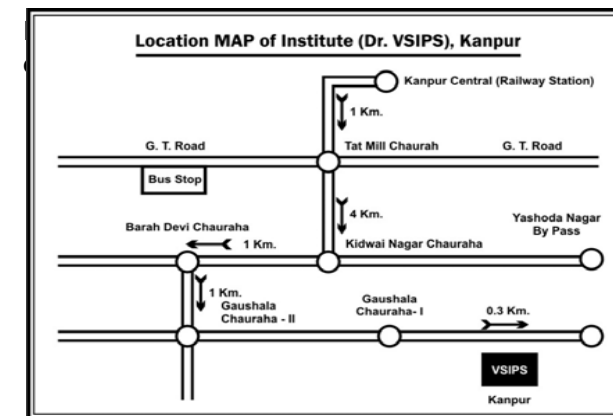 Location MAP of Institute (Dr. VSIPS), Kanpur
Kanpur Central (Railway Station)
1 Km.
G. T. Road
Tat Mill Chaurah
G. T. Road
Bus Stop
4 Km.
Yashoda Nagar
By Pass
Barah Devi Chauraha
1 Km.
Kidwai Nagar Chauraha
1 Km.
Gaushala
Chauraha - II
Gaushala
Chauraha- I
0.3 Km.
VSIPS
Kanpur